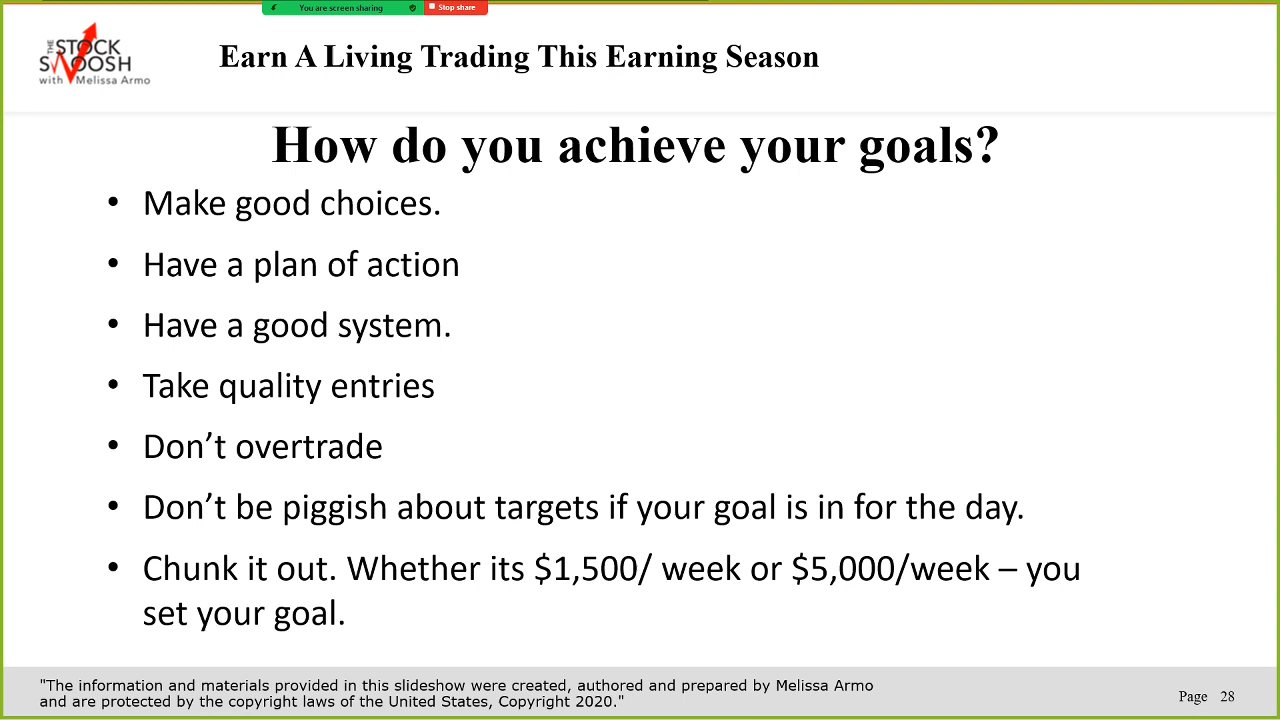 You are screen sharing
Stop share
THE
STOCK
SWOOSH
with Melissa Armo
Earn A Living Trading This Earning Season
How do you achieve your goals?
• Make good choices.
• Have a plan of action
• Have a good system.
• Take quality entries
• Don’t overtrade
• Don’t be piggish about targets if your goal is in for the day.
• Chunk it out. Whether its $1,500/ week or $5,000/week – you
set your goal.
"The information and materials provided in this slideshow were created, authored and prepared by Melissa Armo
and are protected by the copyright laws of the United States, Copyright 2020."
Page 28